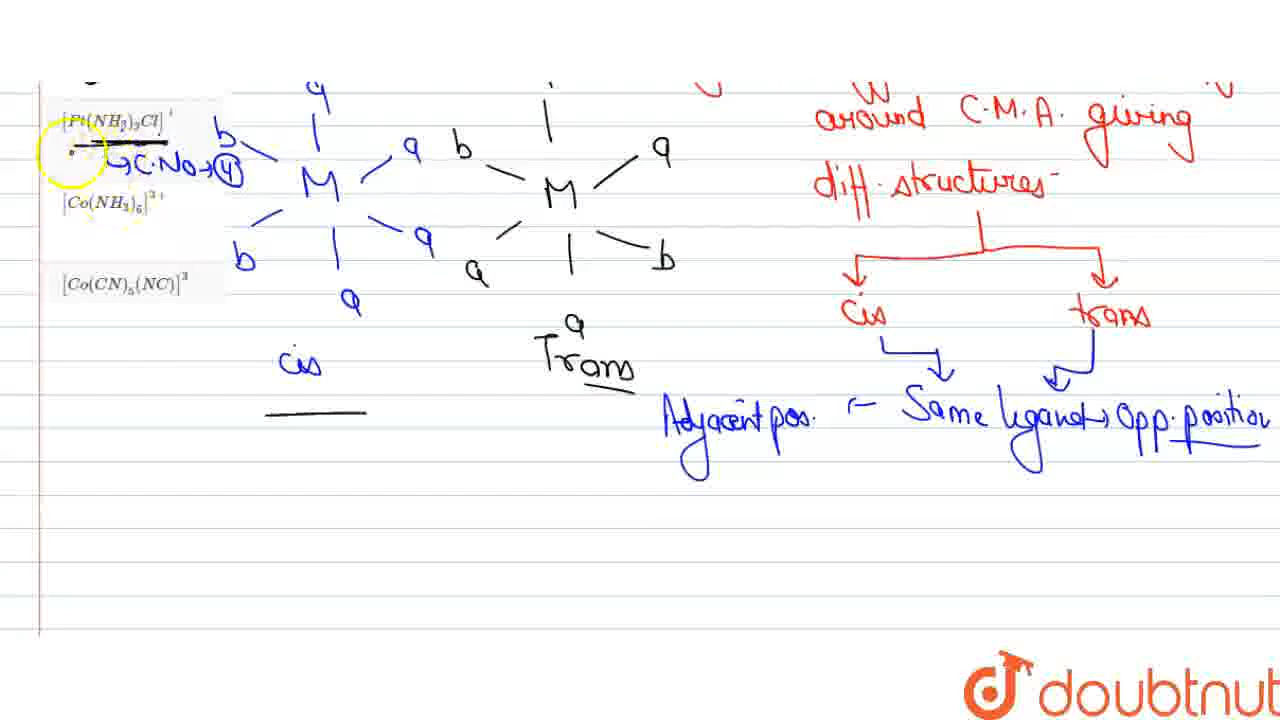 [Pt(NH₃)₃Cl]⁺
↳ C.No → 4
[Co(NH₃)₆]³⁺
[Co(CN)₅(NC)]³
a
b
a
M
b
a
a
cis
b
a
M
a
b
a
Trans
around C.M.A. giving
diff. structures
cis
trans
Adjacent pos. ← Same ligand → Opp. position
doubtnut